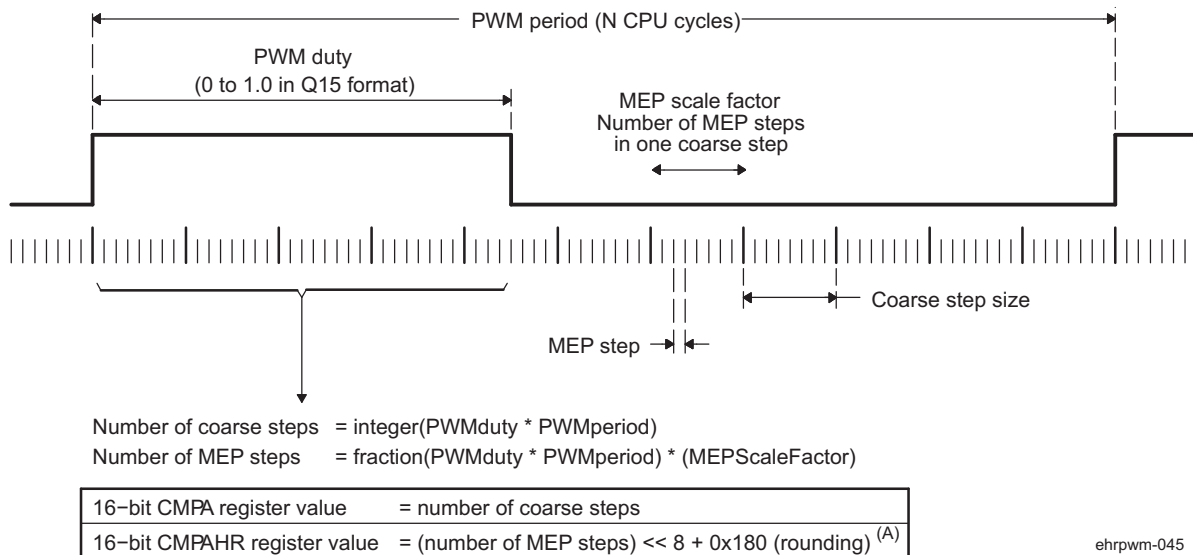 PWM period (N CPU cycles)
PWM duty
(0 to 1.0 in Q15 format)
MEP scale factor
Number of MEP steps
in one coarse step
Coarse step size
MEP step
Number of coarse steps = integer(PWMduty * PWMperiod)
Number of MEP steps = fraction(PWMduty * PWMperiod) * (MEPScaleFactor)
16−bit CMPA register value = number of coarse steps
16−bit CMPAHR register value = (number of MEP steps) << 8 + 0x180 (rounding) (A)
ehrpwm-045